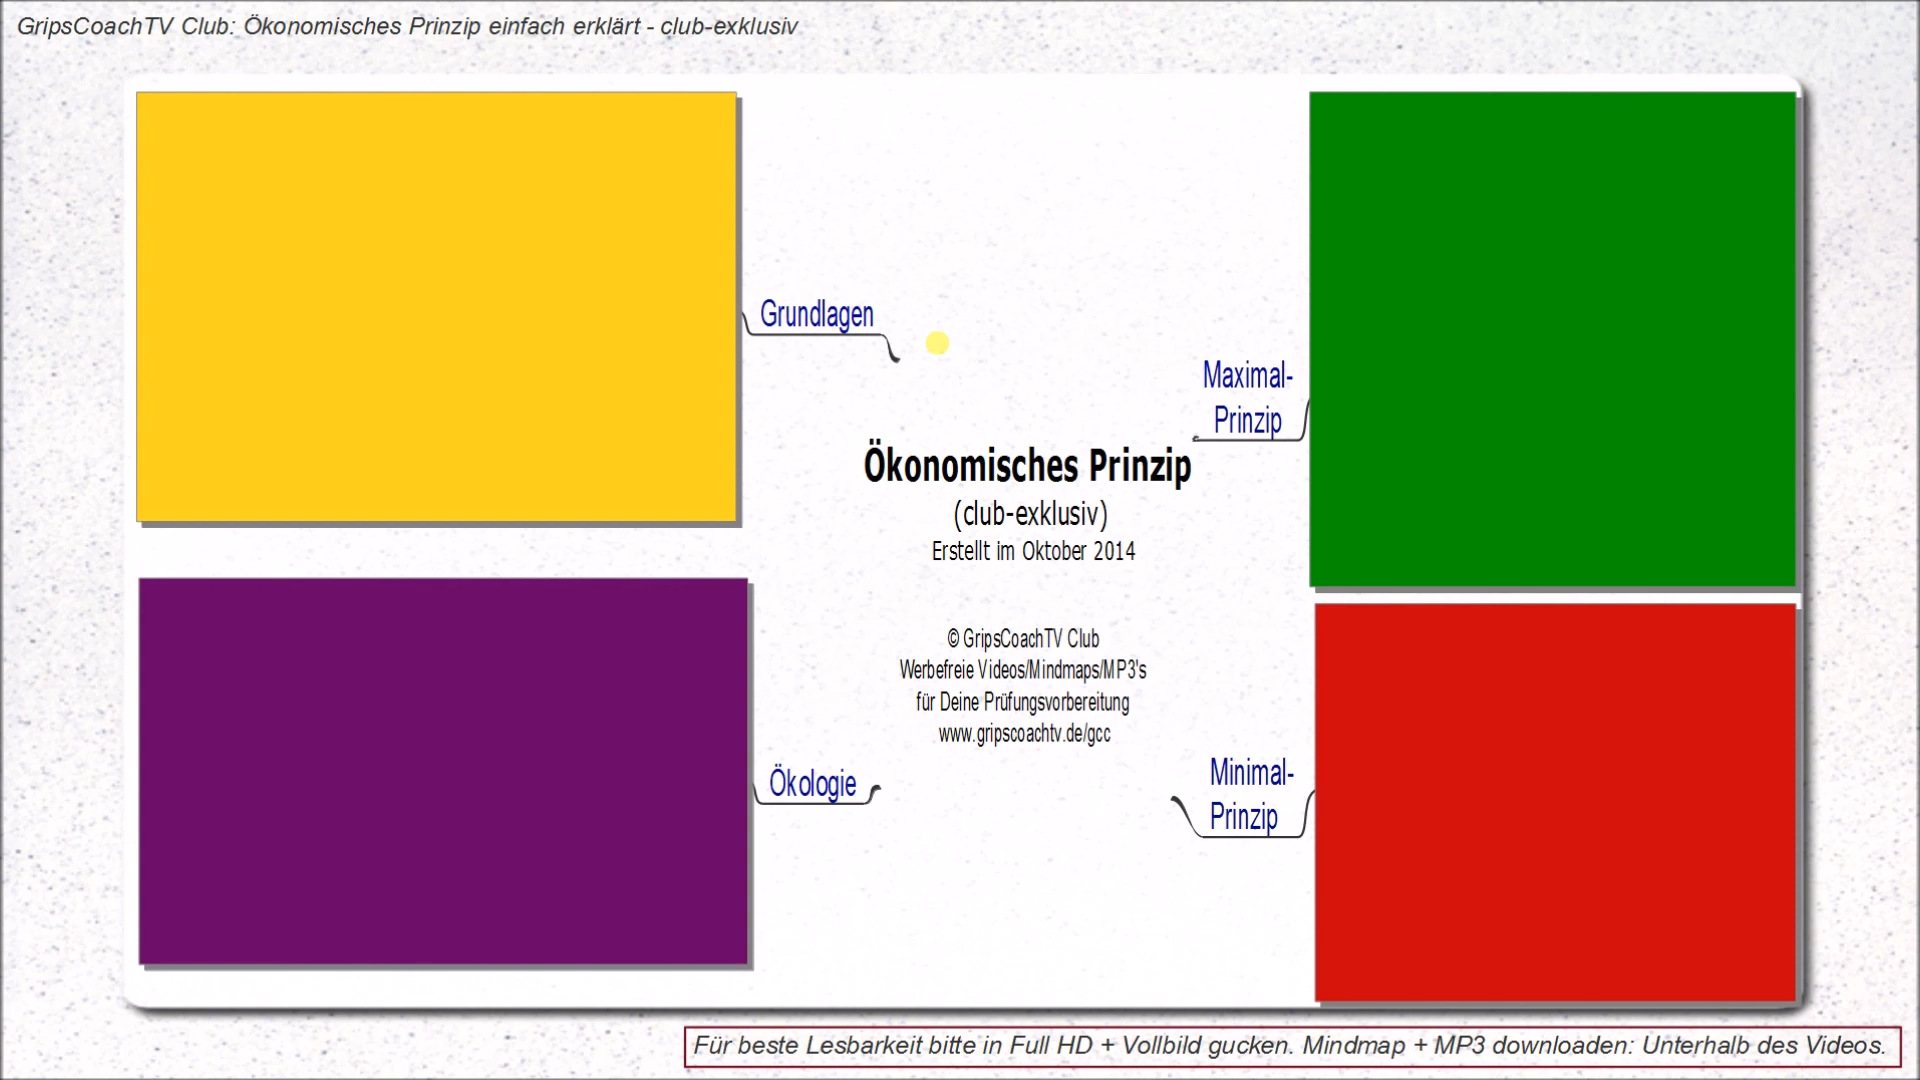 GripsCoachTV Club: Ökonomisches Prinzip einfach erklärt - club-exklusiv
Grundlagen
Maximal-
Prinzip
Ökonomisches Prinzip
(club-exklusiv)
Erstellt im Oktober 2014
© GripsCoachTV Club
Werbefreie Videos/Mindmaps/MP3's
für Deine Prüfungsvorbereitung
www.gripscoachtv.de/gcc
Ökologie
Minimal-
Prinzip
Für beste Lesbarkeit bitte in Full HD + Vollbild gucken. Mindmap + MP3 downloaden: Unterhalb des Videos.